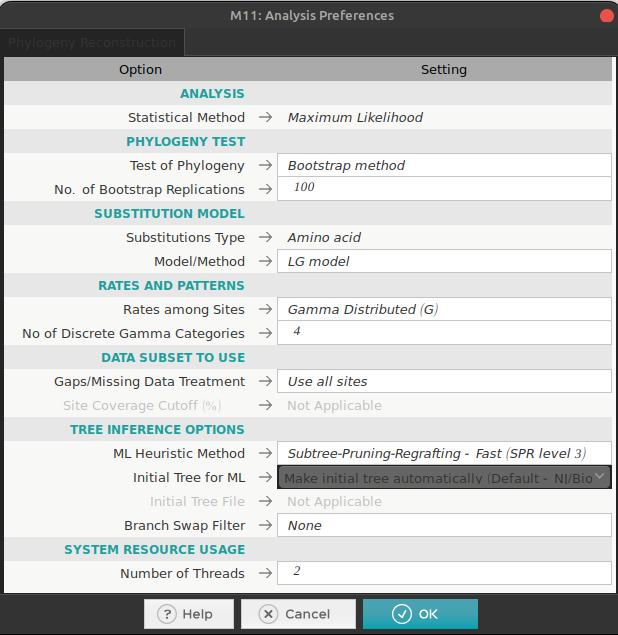 M11: Analysis Preferences
Phylogeny Reconstruction
Option Setting
ANALYSIS
Statistical Method → Maximum Likelihood
PHYLOGENY TEST
Test of Phylogeny → Bootstrap method
No. of Bootstrap Replications → 100
SUBSTITUTION MODEL
Substitutions Type → Amino acid
Model/Method → LG model
RATES AND PATTERNS
Rates among Sites → Gamma Distributed (G)
No of Discrete Gamma Categories → 4
DATA SUBSET TO USE
Gaps/Missing Data Treatment → Use all sites
Site Coverage Cutoff (%) → Not Applicable
TREE INFERENCE OPTIONS
ML Heuristic Method → Subtree-Pruning-Regrafting - Fast (SPR level 3)
Initial Tree for ML → Make initial tree automatically (Default - NJ/Bio
Initial Tree File → Not Applicable
Branch Swap Filter → None
SYSTEM RESOURCE USAGE
Number of Threads → 2
? Help Cancel OK